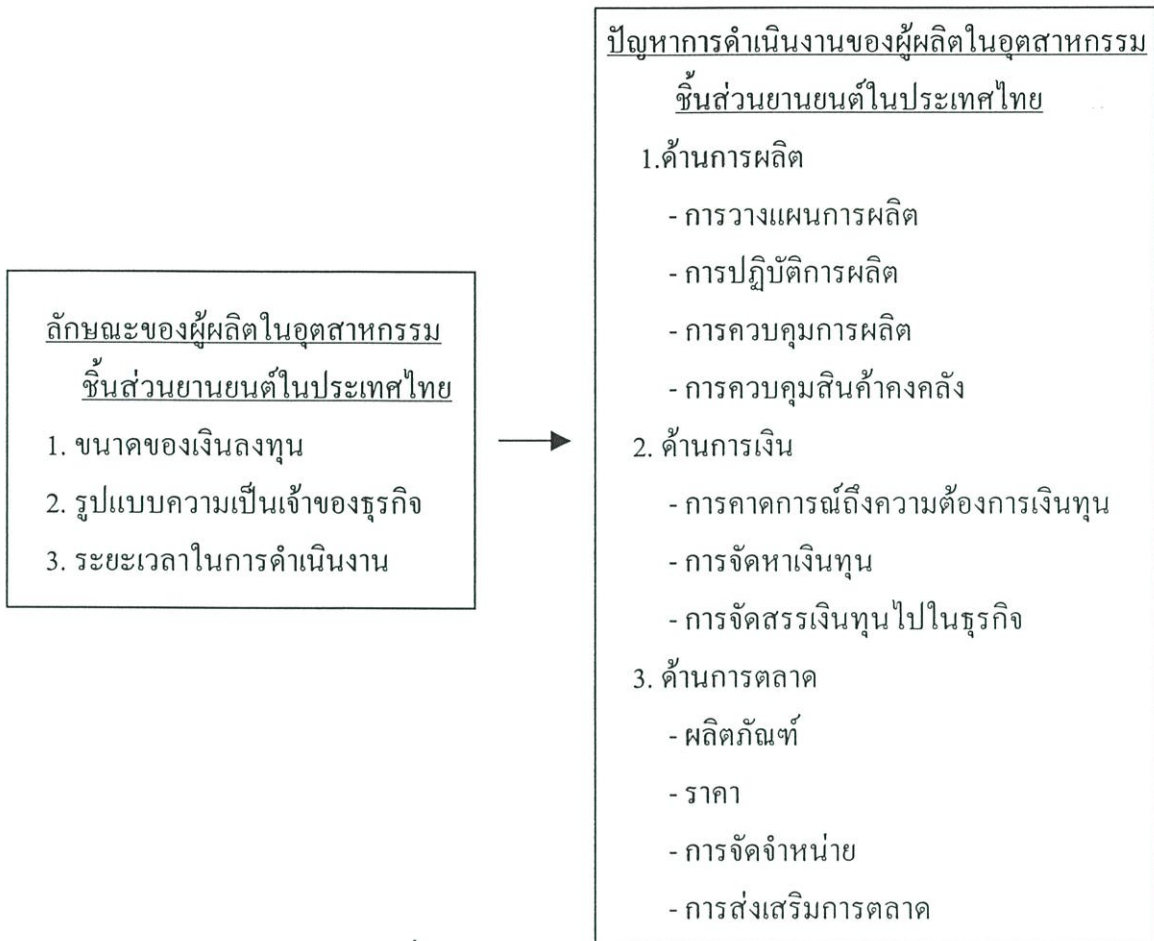 ลักษณะของผู้ผลิตในอุตสาหกรรม
ชิ้นส่วนยานยนต์ในประเทศไทย
1. ขนาดของเงินลงทุน
2. รูปแบบความเป็นเจ้าของธุรกิจ
3. ระยะเวลาในการดำเนินงาน
ปัญหาการดำเนินงานของผู้ผลิตในอุตสาหกรรม
ชิ้นส่วนยานยนต์ในประเทศไทย
1.ด้านการผลิต
- การวางแผนการผลิต
- การปฏิบัติการผลิต
- การควบคุมการผลิต
- การควบคุมสินค้าคงคลัง
2. ด้านการเงิน
- การคาดการณ์ถึงความต้องการเงินทุน
- การจัดหาเงินทุน
- การจัดสรรเงินทุนไปในธุรกิจ
3. ด้านการตลาด
- ผลิตภัณฑ์
- ราคา
- การจัดจำหน่าย
- การส่งเสริมการตลาด